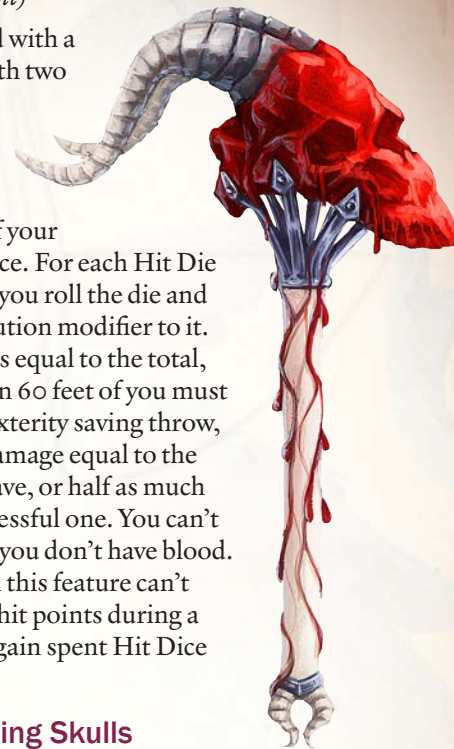 d with a
th two
f your
ce. For each Hit Die
you roll the die and
ution modifier to it.
s equal to the total,
n 60 feet of you must
xterity saving throw,
amage equal to the
ave, or half as much
essful one. You can't
you don't have blood.
this feature can't
hit points during a
gain spent Hit Dice
ing Skulls